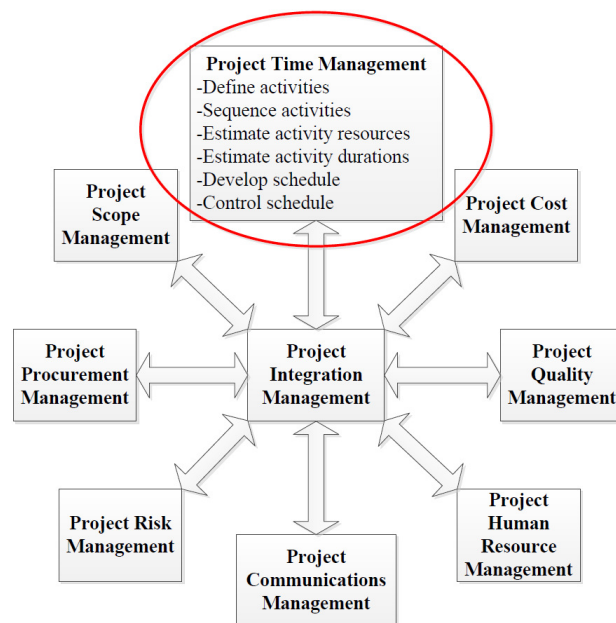 Project Time Management
-Define activities
-Sequence activities
-Estimate activity resources
-Estimate activity durations
-Develop schedule
-Control schedule
Project
Scope
Management
Project Cost
Management
Project
Procurement
Management
Project
Integration
Management
Project
Quality
Management
Project Risk
Management
Project
Communications
Management
Project
Human
Resource
Management